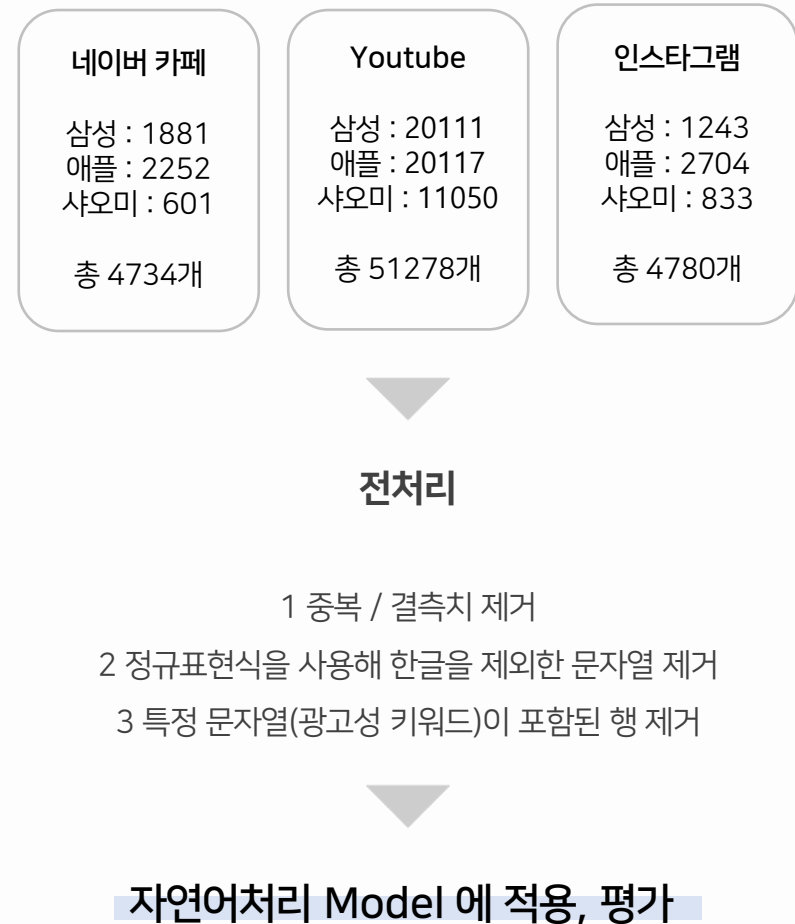 네이버 카페
삼성 : 1881
애플 : 2252
샤오미 : 601
총 4734개
Youtube
삼성 : 20111
애플 : 20117
샤오미 : 11050
총 51278개
인스타그램
삼성 : 1243
애플 : 2704
샤오미 : 833
총 4780개
전처리
1 중복 / 결측치 제거
2 정규표현식을 사용해 한글을 제외한 문자열 제거
3 특정 문자열(광고성 키워드)이 포함된 행 제거
자연어처리 Model 에 적용, 평가